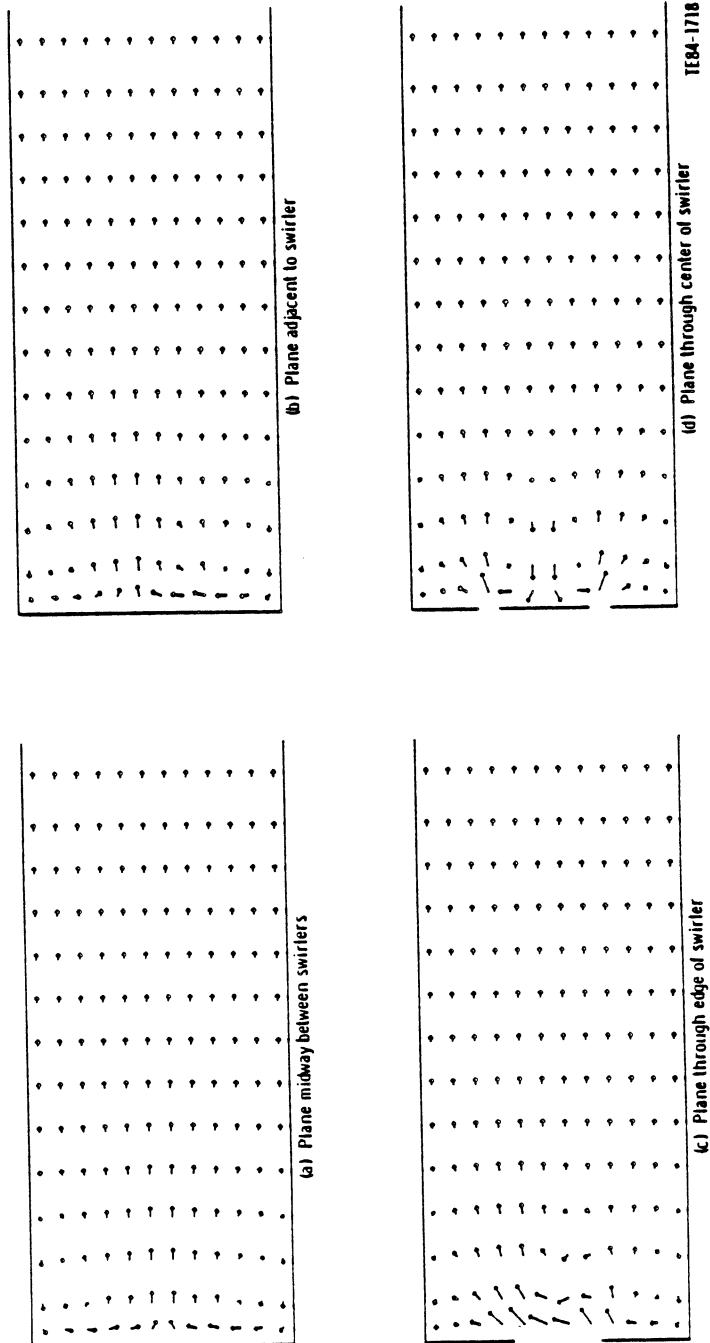 (a) Plane midway between swirlers
(b) Plane adjacent to swirler
(c) Plane through edge of swirler
(d) Plane through center of swirler
TE84-1718